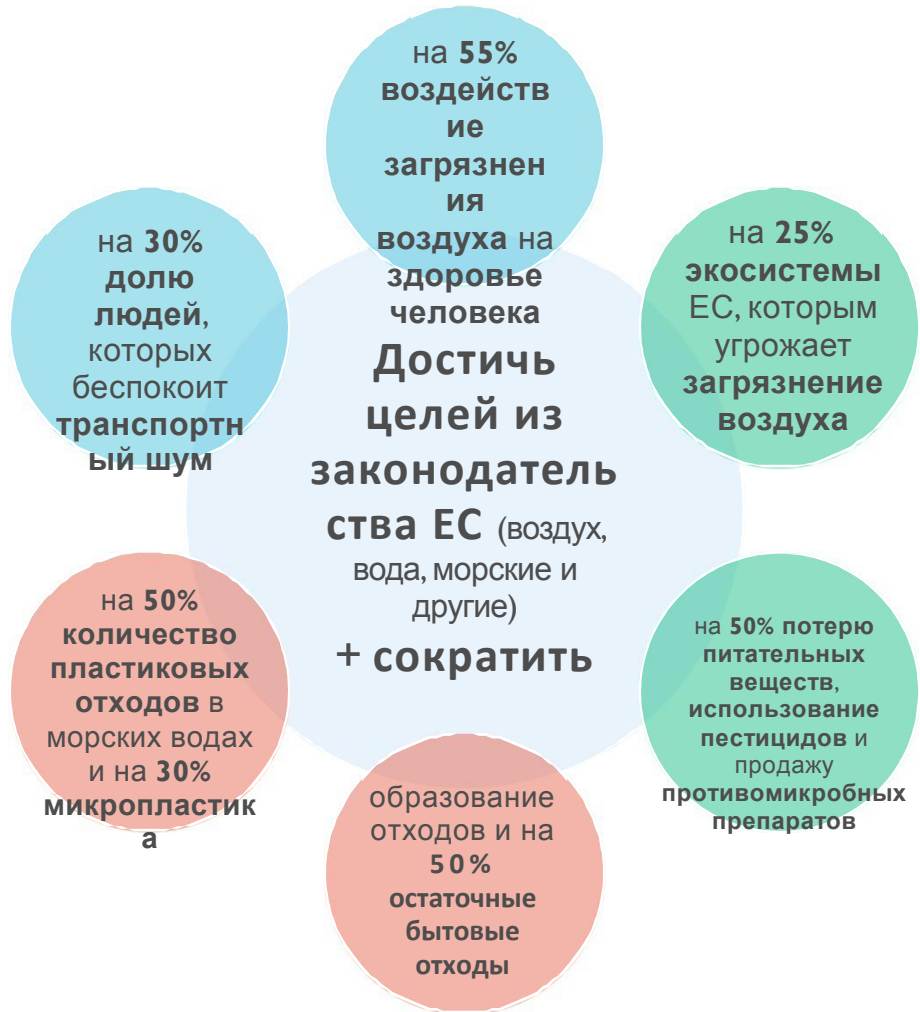 на 55%
воздейств
ие
загрязнен
ия
воздуха на
здоровье
человека
на 30%
долю
людей,
которых
беспокоит
транспортн
ый шум
на 25%
экосистемы
ЕС, которым
угрожает
загрязнение
воздуха
Достичь
целей из
законодатель
ства ЕС (воздух,
вода, морские и
другие)
+ сократить
на 50%
количество
пластиковых
отходов в
морских водах
и на 30%
микропластик
а
на 50% потерю
питательных
веществ,
использование
пестицидов и
продажу
противомикробных
препаратов
образование
отходов и на
50%
остаточные
бытовые
отходы